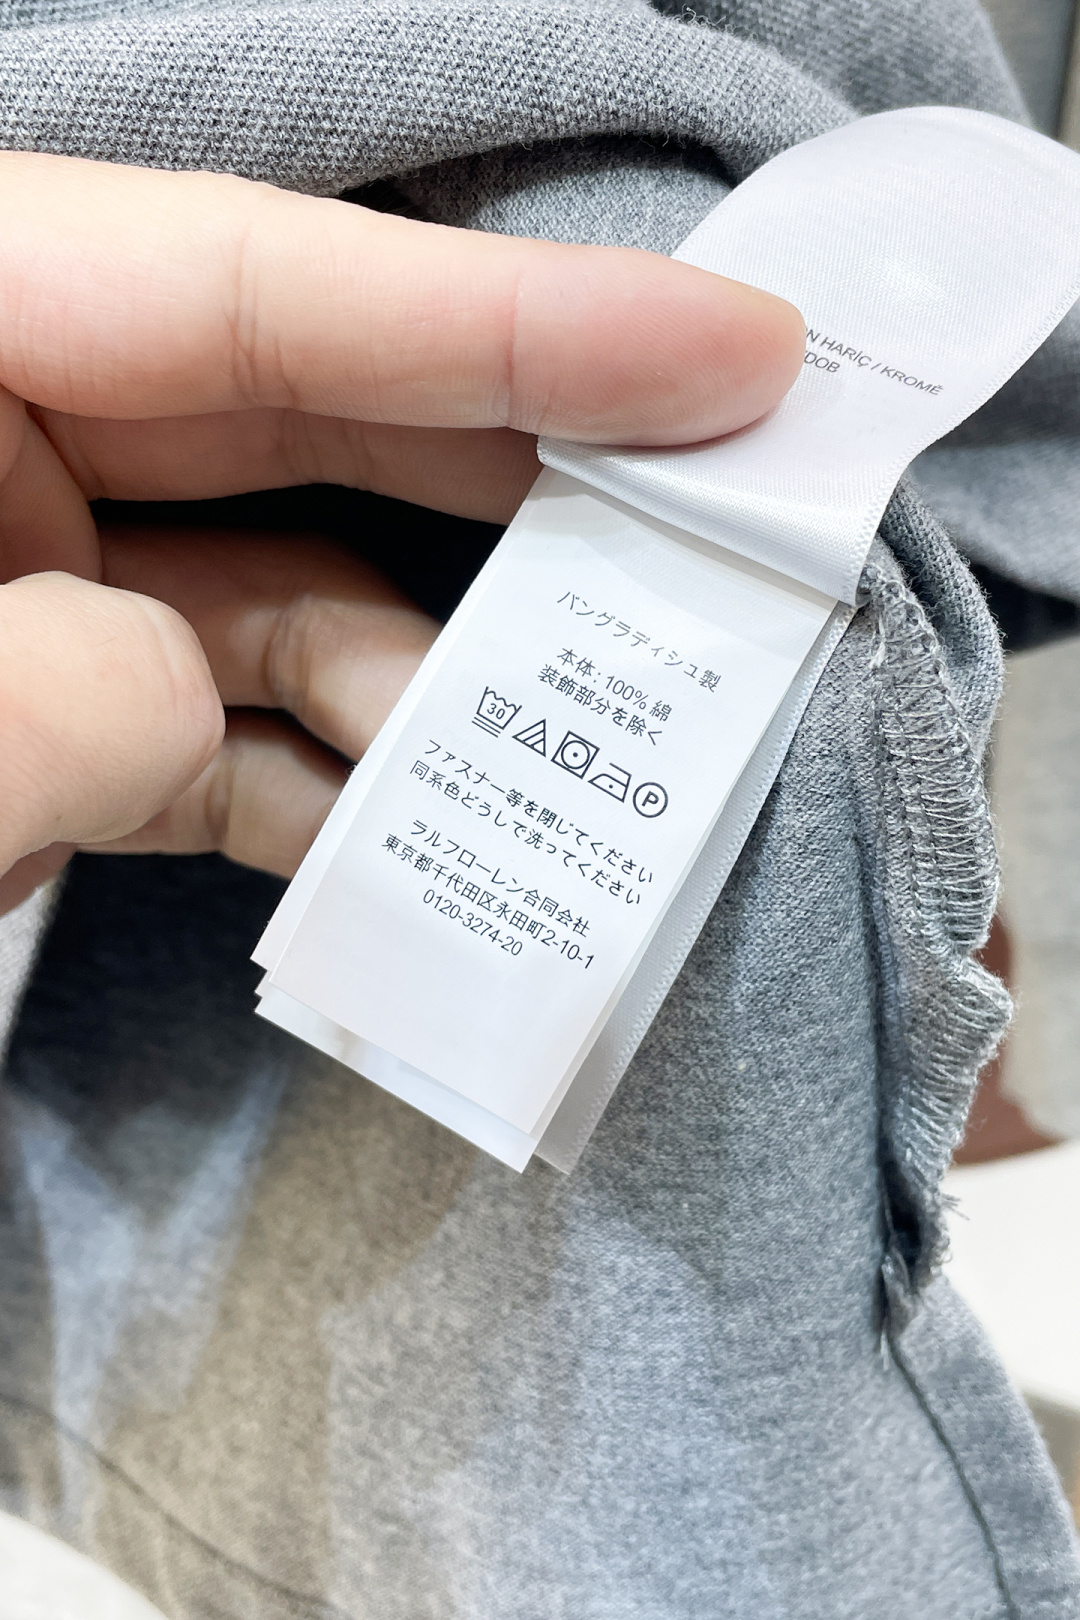 HARİÇ / KROMĚ
バングラディシュ製
本体: 100% 綿
装飾部分を除く
30
P
ファスナー等を閉じてください
同系色どうしで洗ってください
ラルフローレン合同会社
東京都千代田区永田町2-10-1
0120-3274-20